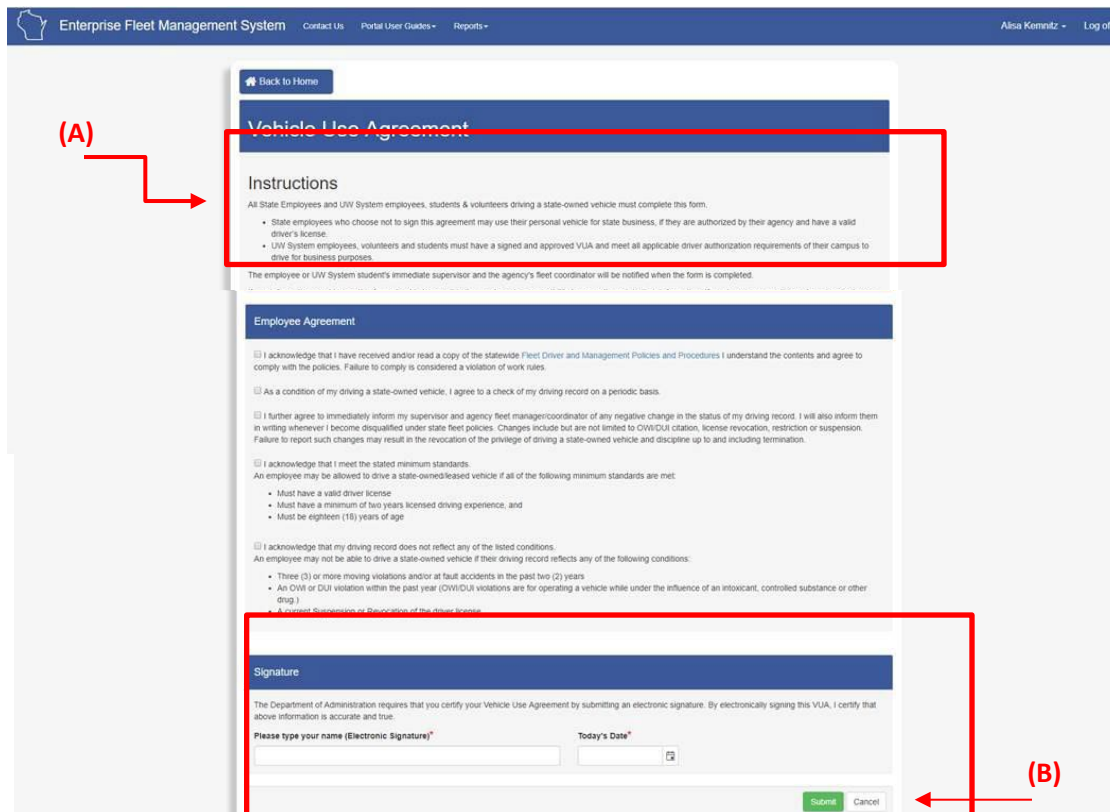 Enterprise Fleet Management System Contact Us Portal User Guides Reports Alisa Kemnitz Log of
Back to Home
Vehicle Use Agreement
(A)
Instructions
All State Employees and UW System employees, students & volunteers driving a state-owned vehicle must complete this form.
• State employees who choose not to sign this agreement may use their personal vehicle for state business, if they are authorized by their agency and have a valid
driver's license.
• UW System employees, volunteers and students must have a signed and approved VUA and meet all applicable driver authorization requirements of their campus to
drive for business purposes.
The employee or UW System student's immediate supervisor and the agency's fleet coordinator will be notified when the form is completed.
Employee Agreement
I acknowledge that I have received and/or read a copy of the statewide Fleet Driver and Management Policies and Procedures I understand the contents and agree to
comply with the policies. Failure to comply is considered a violation of work rules.
As a condition of my driving a state-owned vehicle, I agree to a check of my driving record on a periodic basis.
I further agree to immediately inform my supervisor and agency fleet manager/coordinator of any negative change in the status of my driving record. I will also inform them
in writing whenever I become disqualified under state fleet policies. Changes include but are not limited to OWI/DUI citation, license revocation, restriction or suspension.
Failure to report such changes may result in the revocation of the privilege of driving a state-owned vehicle and discipline up to and including termination.
I acknowledge that I meet the stated minimum standards.
An employee may be allowed to drive a state-owned/leased vehicle if all of the following minimum standards are met:
• Must have a valid driver license
• Must have a minimum of two years licensed driving experience, and
• Must be eighteen (18) years of age
I acknowledge that my driving record does not reflect any of the listed conditions.
An employee may not be able to drive a state-owned vehicle if their driving record reflects any of the following conditions:
• Three (3) or more moving violations and/or at fault accidents in the past two (2) years
• An OWI or DUI violation within the past year (OWI/DUI violations are for operating a vehicle while under the influence of an intoxicant, controlled substance or other
drug.)
• A current Suspension or Revocation of the driver license
Signature
The Department of Administration requires that you certify your Vehicle Use Agreement by submitting an electronic signature. By electronically signing this VUA, I certify that
above information is accurate and true.
Please type your name (Electronic Signature)* Today's Date*
(B)
Submit Cancel